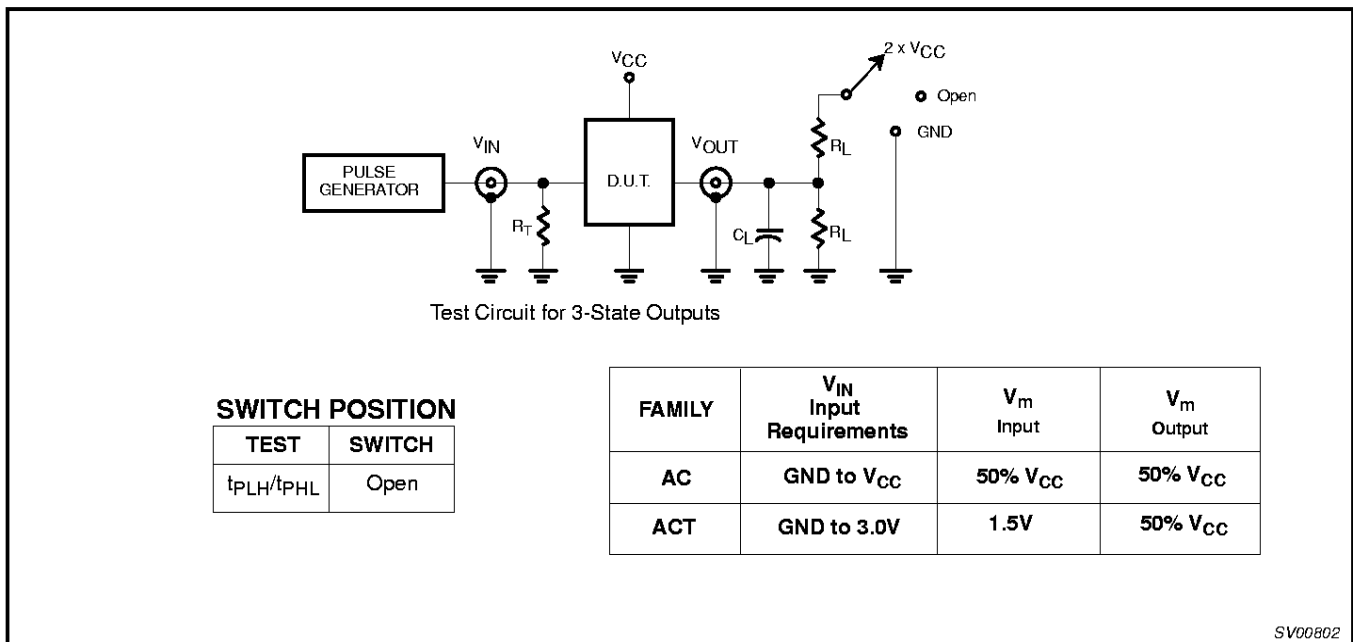 2 x VCC
VCC
Open
GND
VIN
VOUT
RL
PULSE
GENERATOR
D.U.T.
RT
CL
RL
Test Circuit for 3-State Outputs
SWITCH POSITION
TEST SWITCH
tPLH/tPHL Open
FAMILY VIN Input Requirements Vm Input Vm Output
AC GND to VCC 50% VCC 50% VCC
ACT GND to 3.0V 1.5V 50% VCC
SV00802